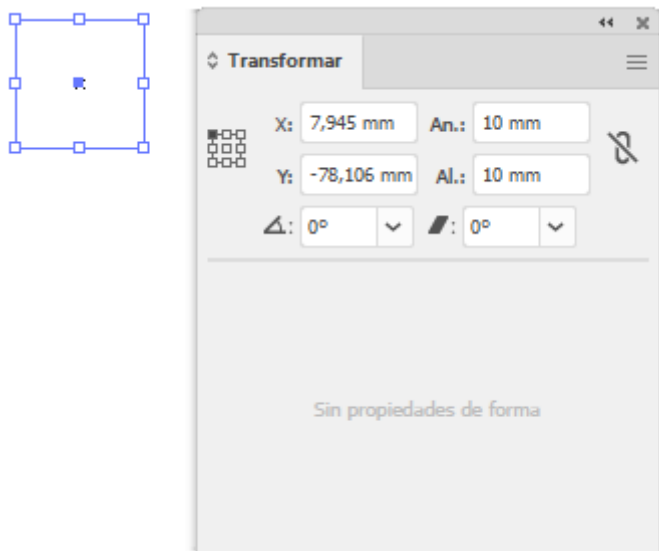 Transformar
X: 7,945 mm An.: 10 mm
Y: -78,106 mm Al.: 10 mm
: 0° : 0°
Sin propiedades de forma